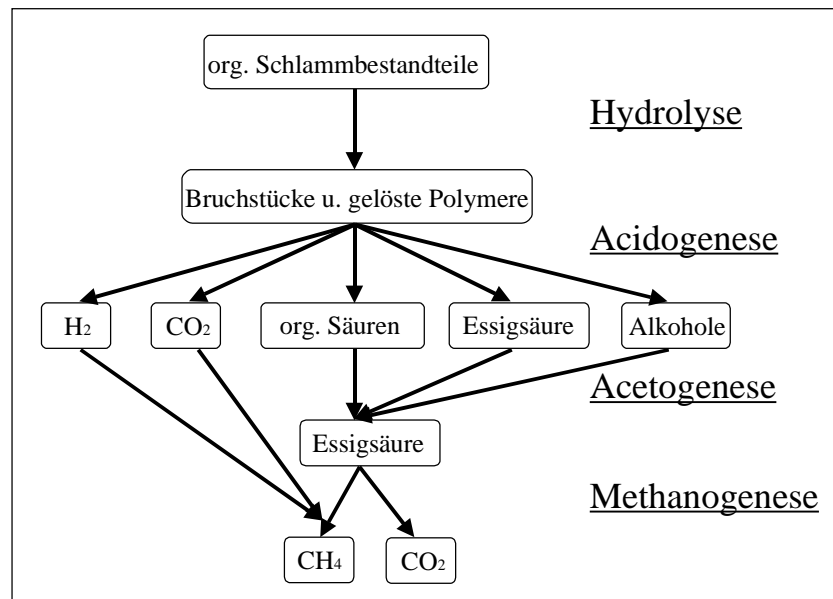 org. Schlammbestandteile
Hydrolyse
Bruchstücke u. gelöste Polymere
Acidogenese
H₂
CO₂
org. Säuren
Essigsäure
Alkohole
Acetogenese
Essigsäure
Methanogenese
CH₄
CO₂